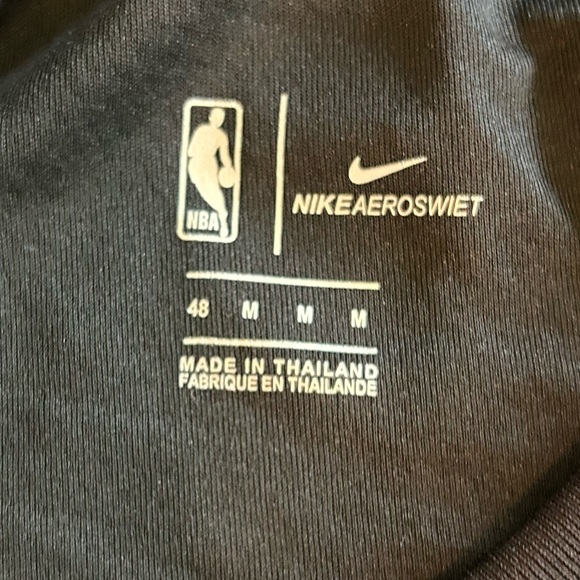 NBA
NIKEAEROSWIET
48 M M M
MADE IN THAILAND
FABRIQUE EN THAILANDE